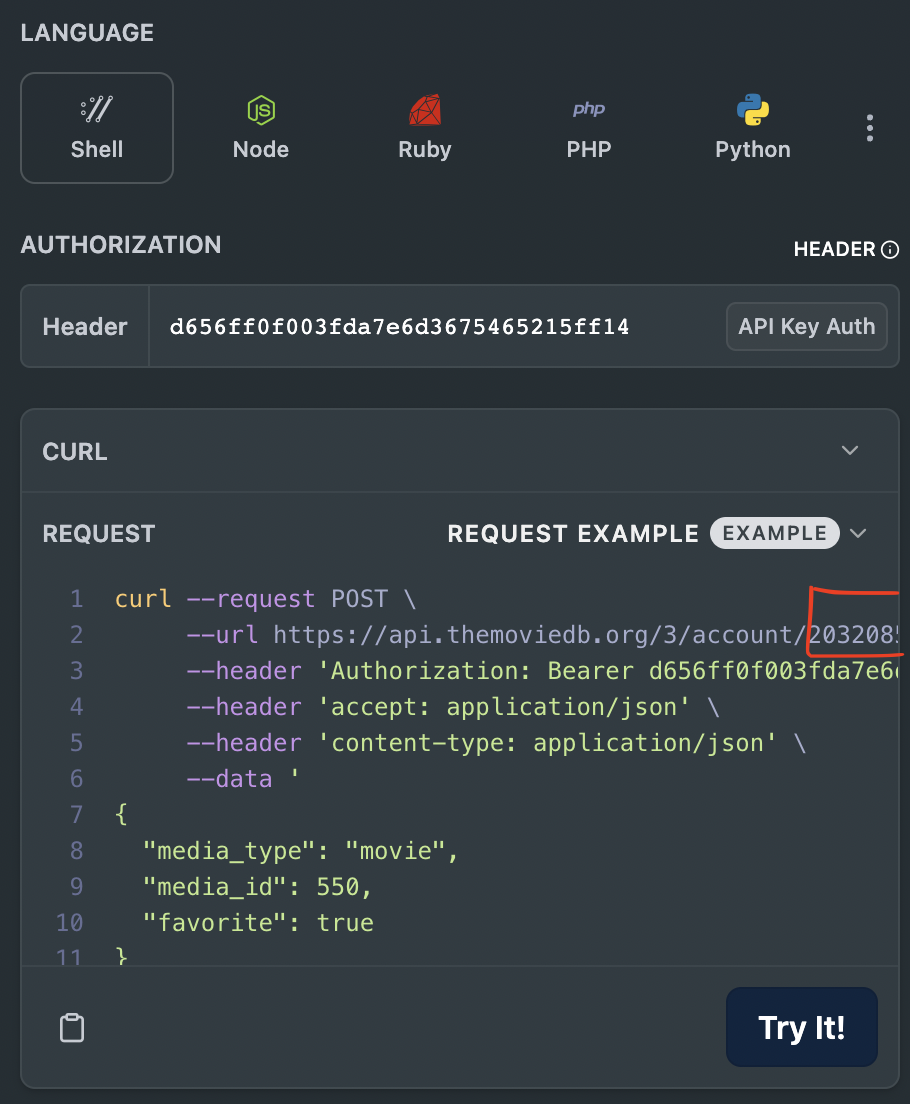 LANGUAGE
Shell
JS
Node
Ruby
php
PHP
Python
AUTHORIZATION
HEADER
Header d656ff0f003fda7e6d3675465215ff14 API Key Auth
CURL
REQUEST REQUEST EXAMPLE EXAMPLE
1 curl --request POST \
2 --url https://api.themoviedb.org/3/account/203208
3 --header 'Authorization: Bearer d656ff0f003fda7e6
4 --header 'accept: application/json' \
5 --header 'content-type: application/json' \
6 --data '
7 {
8 "media_type": "movie",
9 "media_id": 550,
10 "favorite": true
11 }
Try It!